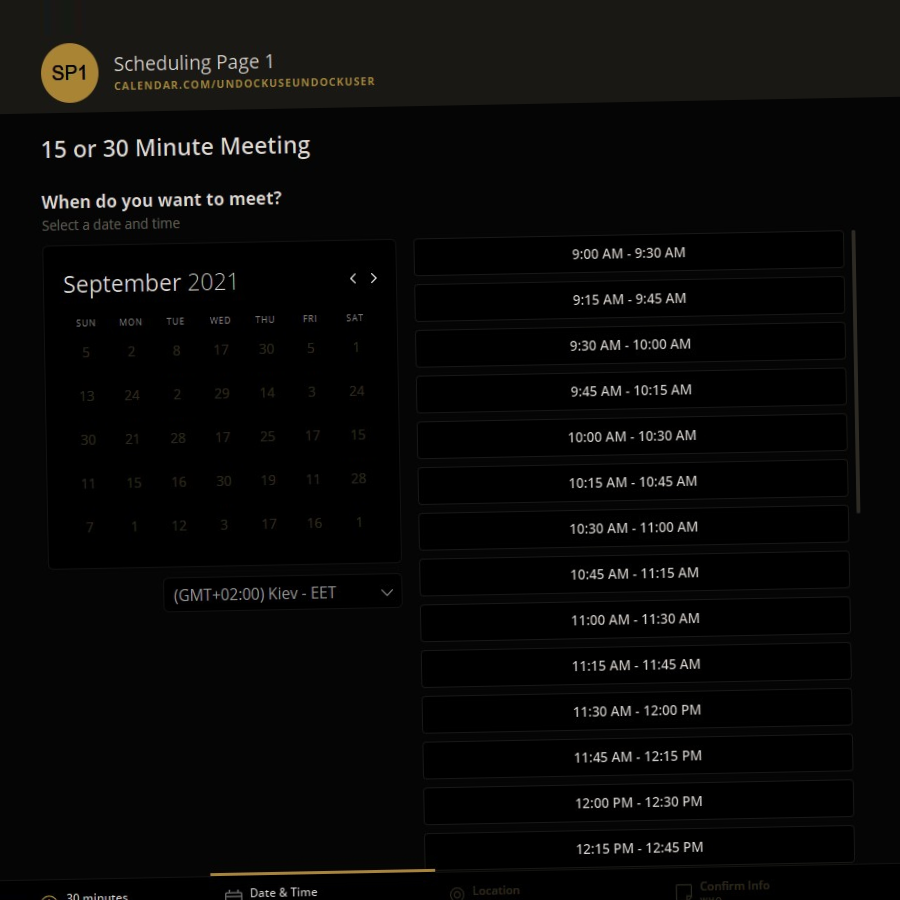 SP1
Scheduling Page 1
CALENDAR.COM/UNDOCKUSEUNDOCKUSER
15 or 30 Minute Meeting
When do you want to meet?
Select a date and time
September 2021
SUN MON TUE WED THU FRI SAT
5 2 8 17 30 5 1
13 24 2 29 14 3 24
30 21 28 17 25 17 15
11 15 16 30 19 11 28
7 1 12 3 17 16 1
(GMT+02:00) Kiev - EET
9:00 AM - 9:30 AM
9:15 AM - 9:45 AM
9:30 AM - 10:00 AM
9:45 AM - 10:15 AM
10:00 AM - 10:30 AM
10:15 AM - 10:45 AM
10:30 AM - 11:00 AM
10:45 AM - 11:15 AM
11:00 AM - 11:30 AM
11:15 AM - 11:45 AM
11:30 AM - 12:00 PM
11:45 AM - 12:15 PM
12:00 PM - 12:30 PM
12:15 PM - 12:45 PM
30 minutes
Date & Time
Location
Confirm Info